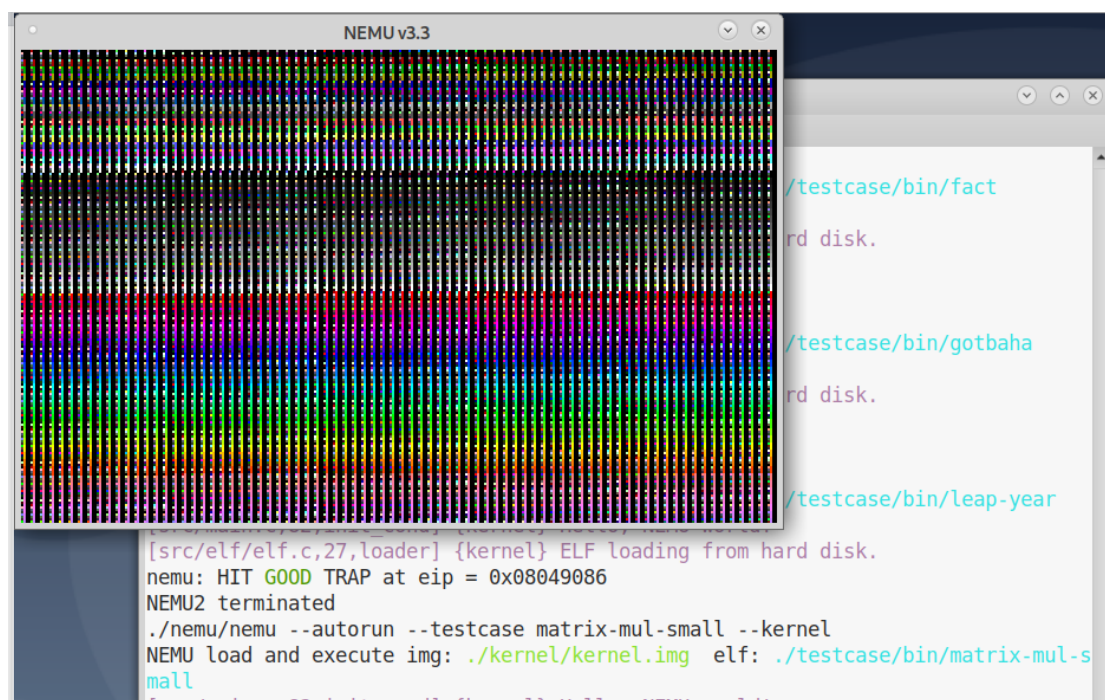 NEMU v3.3
/testcase/bin/fact
rd disk.
/testcase/bin/gotbaha
rd disk.
/testcase/bin/leap-year
[src/elf/elf.c,27,loader] {kernel} ELF loading from hard disk.
nemu: HIT GOOD TRAP at eip = 0x08049086
NEMU2 terminated
./nemu/nemu --autorun --testcase matrix-mul-small --kernel
NEMU load and execute img: ./kernel/kernel.img  elf: ./testcase/bin/matrix-mul-s
mall